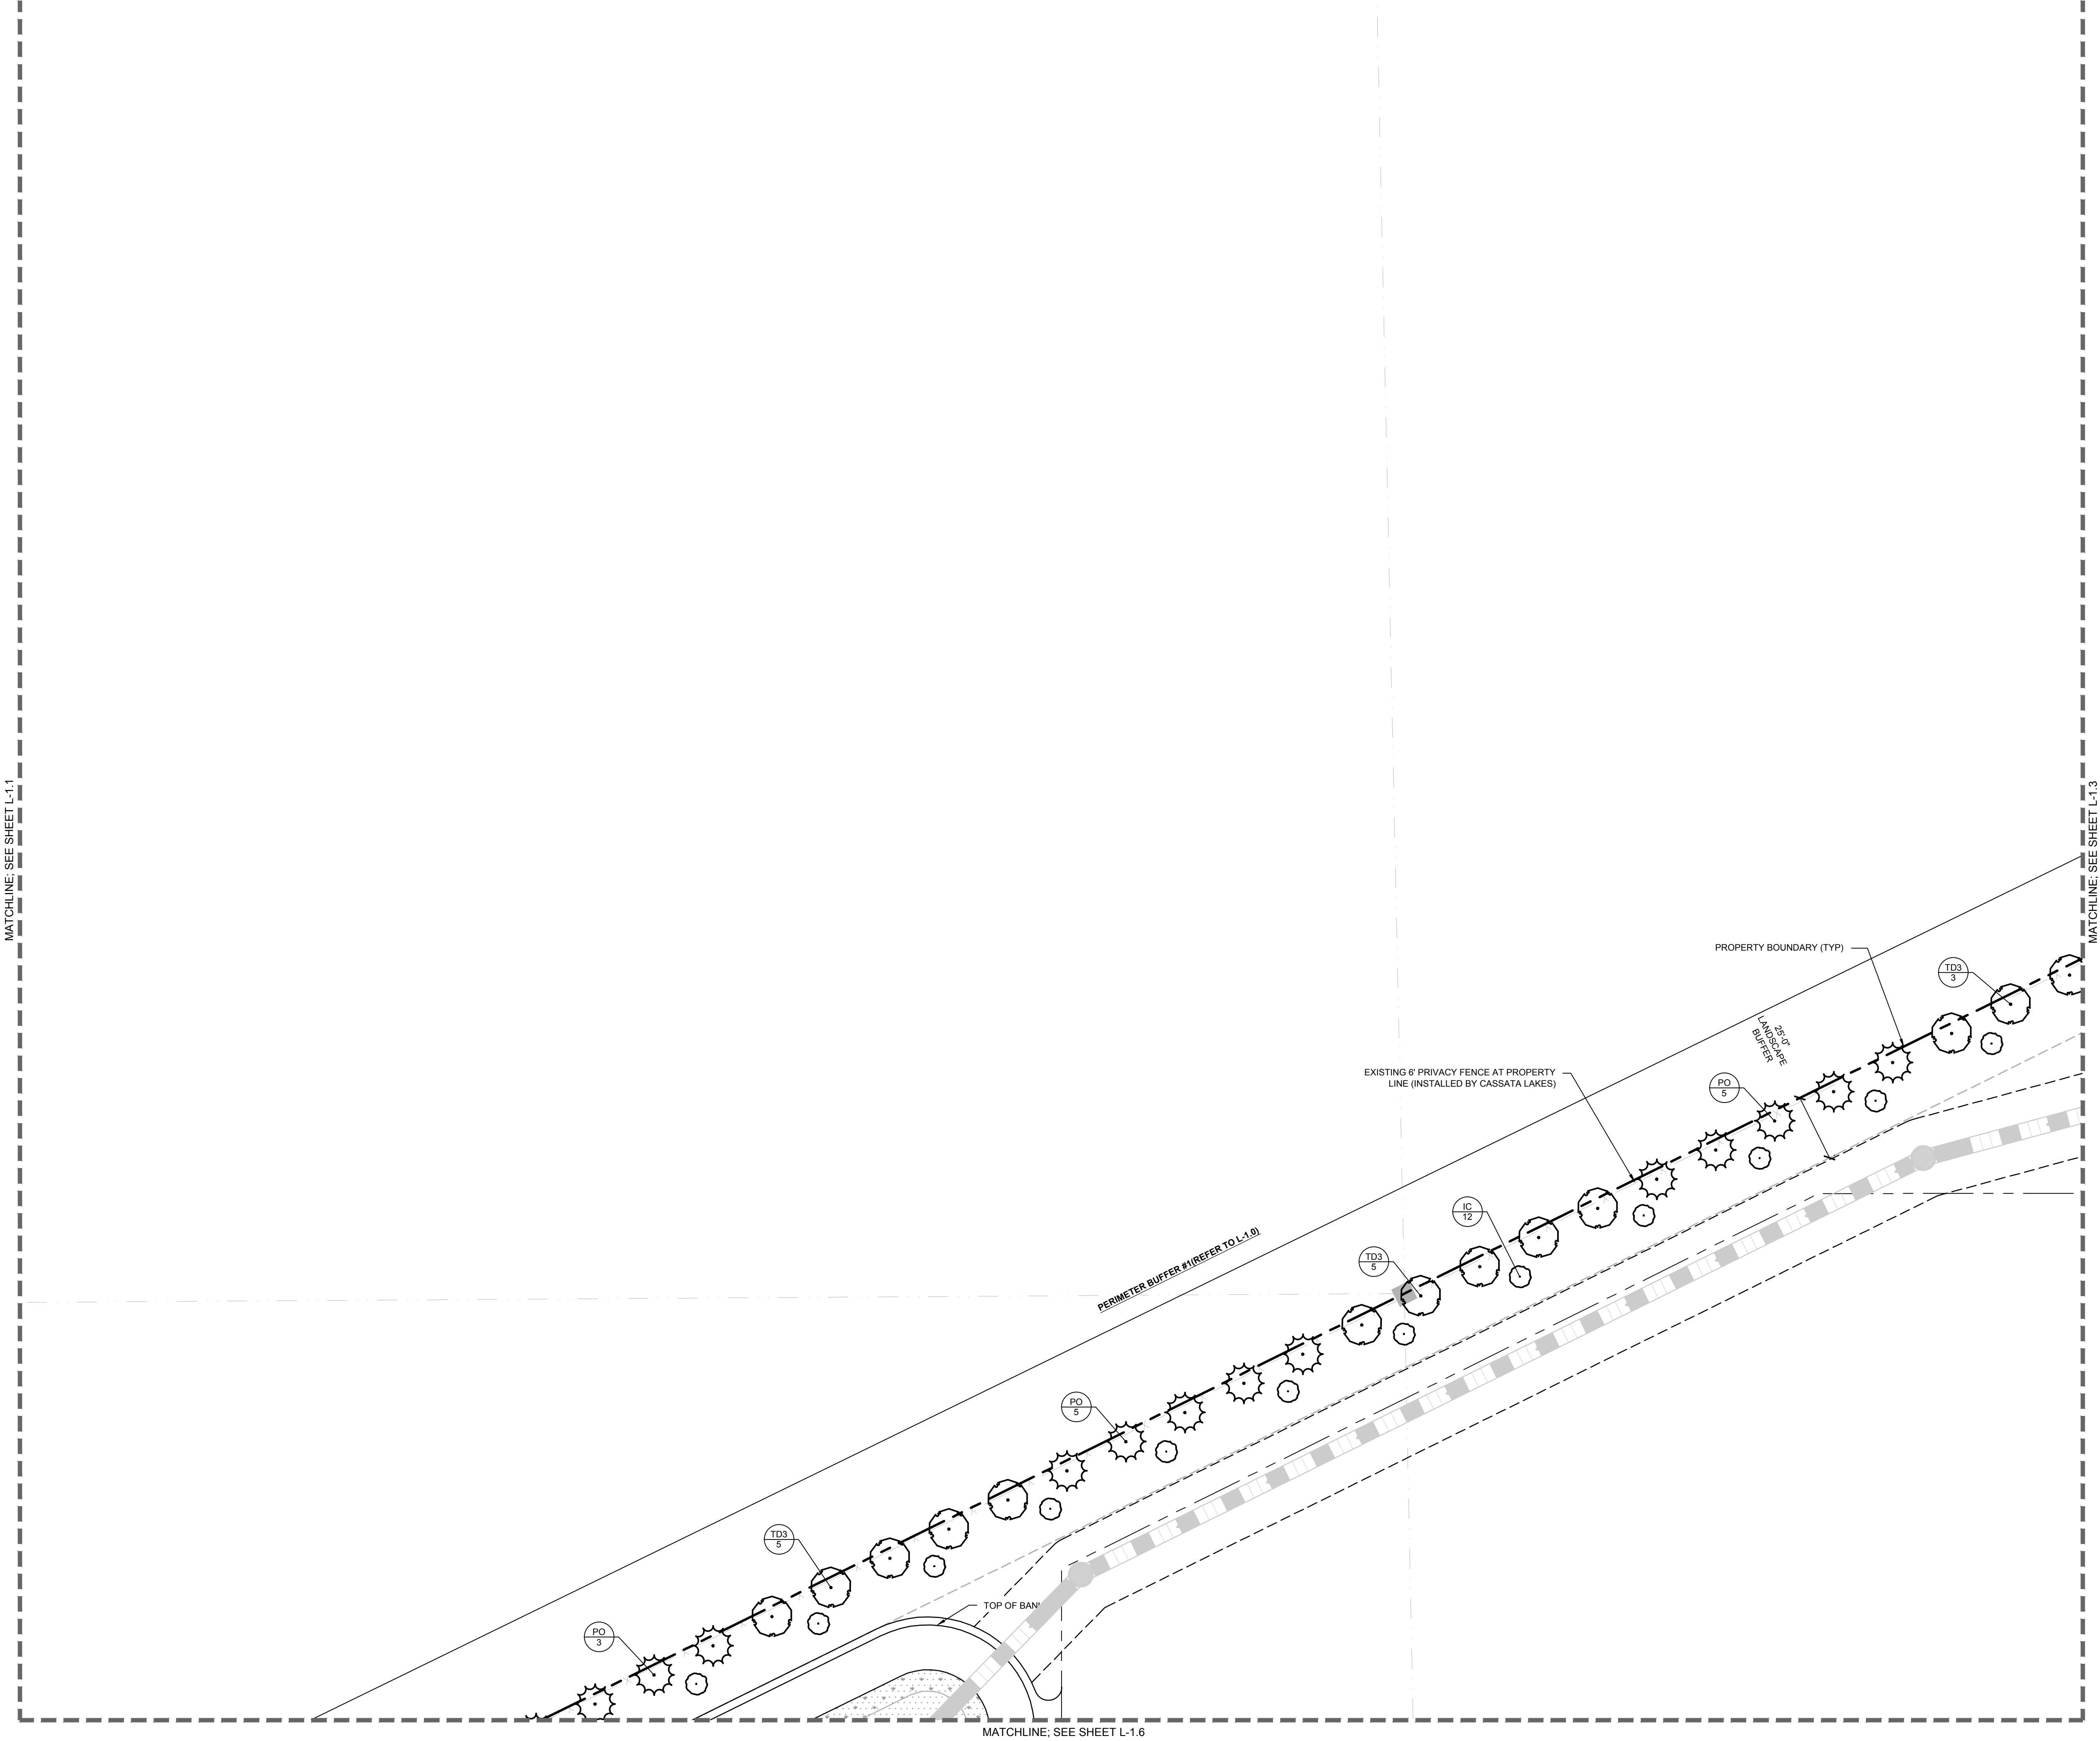 MATCHLINE; SEE SHEET L-1.1
MATCHLINE; SEE SHEET L-1.3
PROPERTY BOUNDARY (TYP)
TD3
3
25'-0"
LANDSCAPE
BUFFER
EXISTING 6' PRIVACY FENCE AT PROPERTY
LINE (INSTALLED BY CASSATA LAKES)
PO
5
IC
12
PERIMETER BUFFER #1(REFER TO L-1.0)
TD3
5
PO
5
TD3
5
TOP OF BAN
PO
3
MATCHLINE; SEE SHEET L-1.6